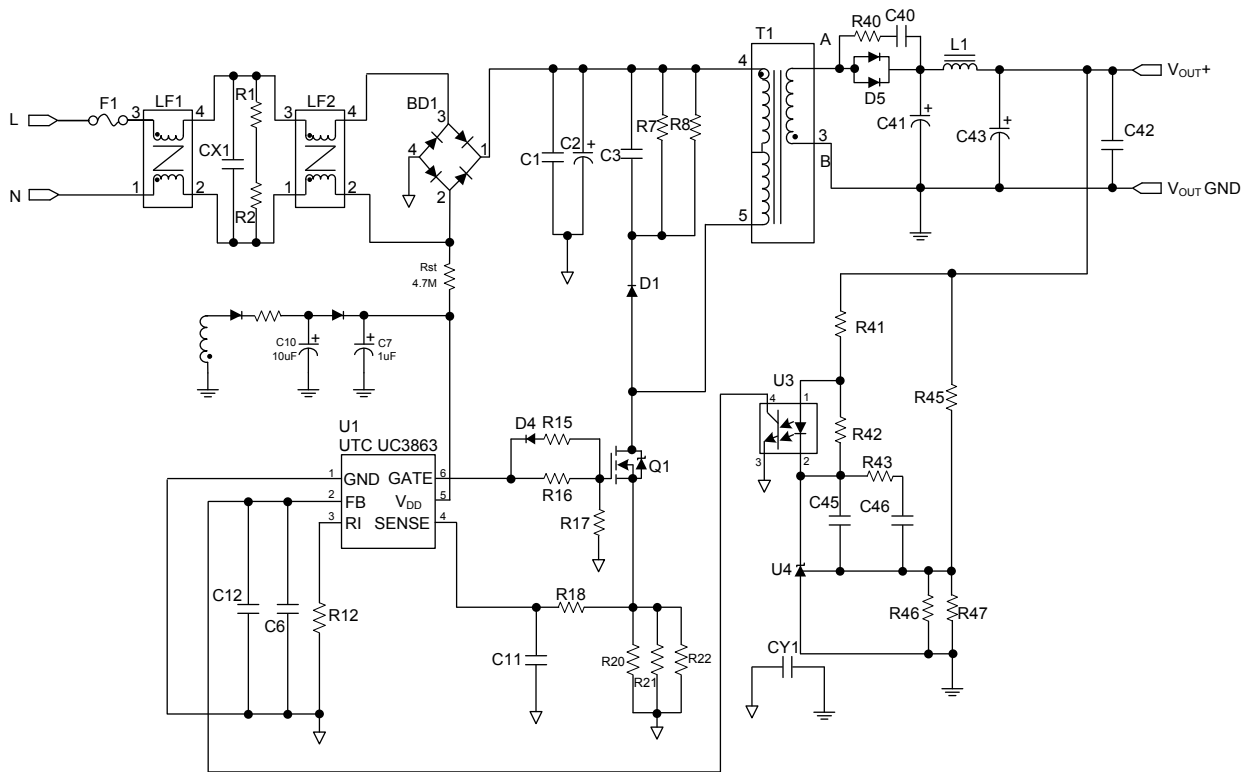 C40
R40
T1
A
L1
4
VOUT+
F1
LF1
LF2
BD1
D5
L
3
4
3
4
3
R1
R7
R8
C41
C43
C42
CX1
4
1
C1
C2
C3
3
B
N
1
2
1
2
2
R2
5
VOUT GND
Rst
4.7M
D1
C10
10uF
C7
1uF
R41
U3
4
1
R45
U1
UTC UC3863
D4
R15
R42
3
2
Q1
R43
1
GND
GATE
6
R16
2
FB
VDD
5
R17
C45
C46
3
RI
SENSE
4
U4
C12
C6
R12
R18
R46
R47
C11
R20
R21
R22
CY1